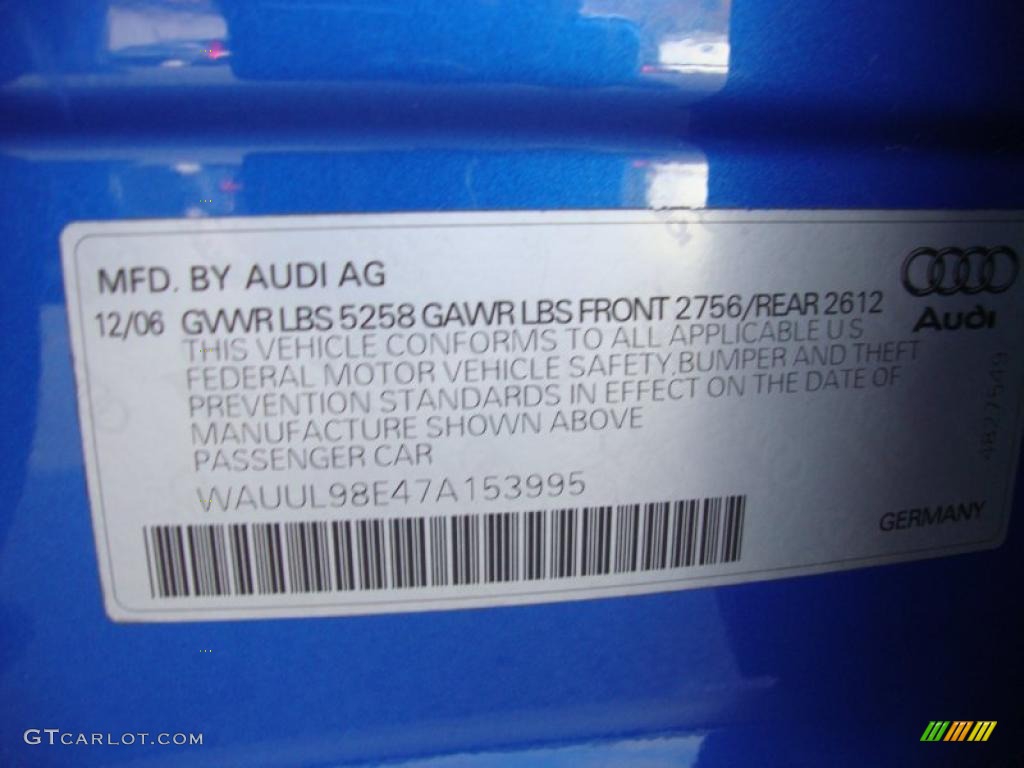 MFD. BY AUDI AG
12/06 GVWR LBS 5258 GAWR LBS FRONT 2756/REAR 2612
THIS VEHICLE CONFORMS TO ALL APPLICABLE U S
FEDERAL MOTOR VEHICLE SAFETY, BUMPER AND THEFT
PREVENTION STANDARDS IN EFFECT ON THE DATE OF
MANUFACTURE SHOWN ABOVE
PASSENGER CAR
WAUUL98E47A153995
Audi
4827549
GERMANY
GTCARLOT.COM